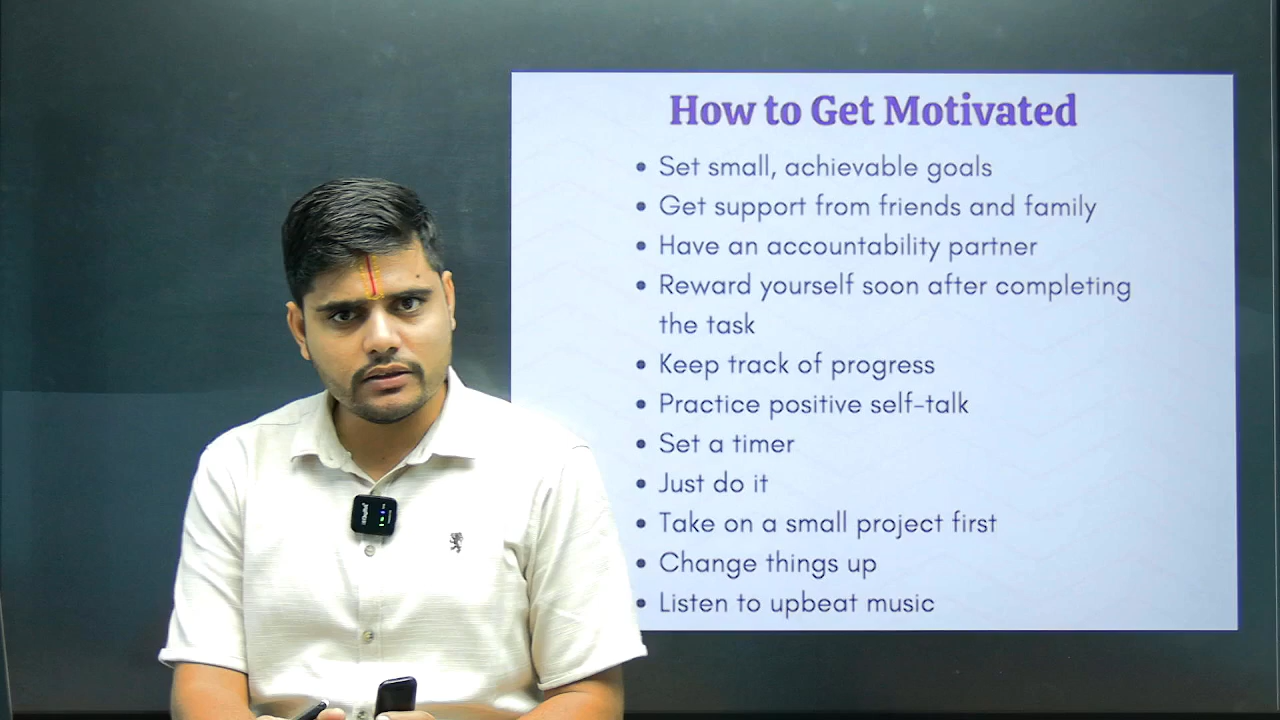 How to Get Motivated
• Set small, achievable goals
• Get support from friends and family
• Have an accountability partner
• Reward yourself soon after completing
the task
• Keep track of progress
• Practice positive self-talk
• Set a timer
• Just do it
• Take on a small project first
• Change things up
• Listen to upbeat music